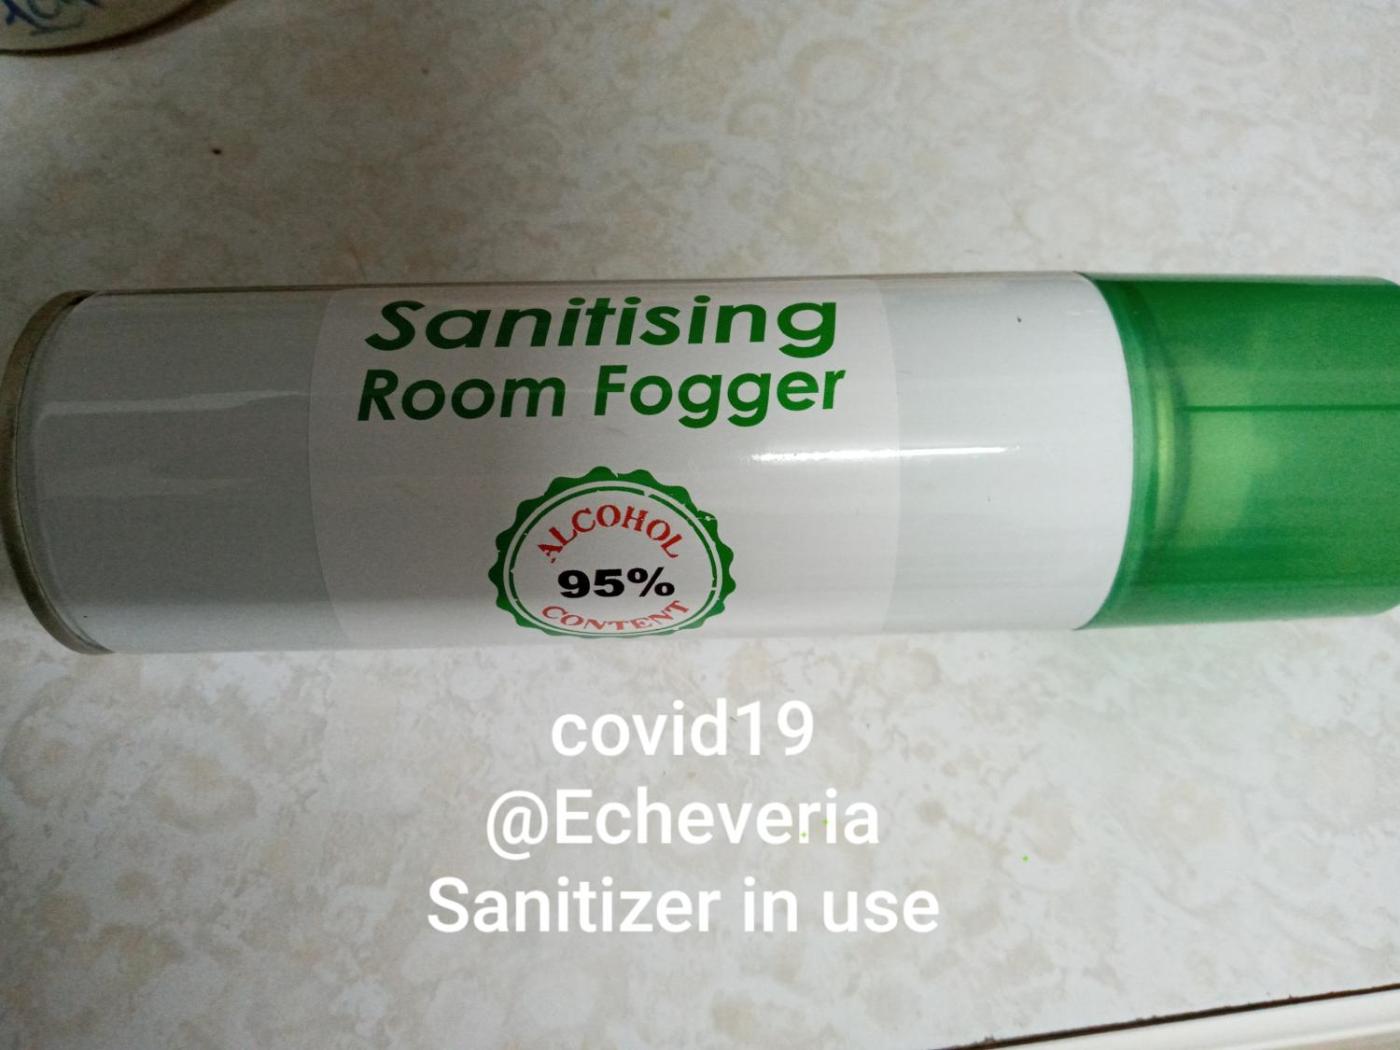 Sanitising
Room Fogger
ALCOHOL
95%
CONTENT
covid19
@Echeveria
Sanitizer in use